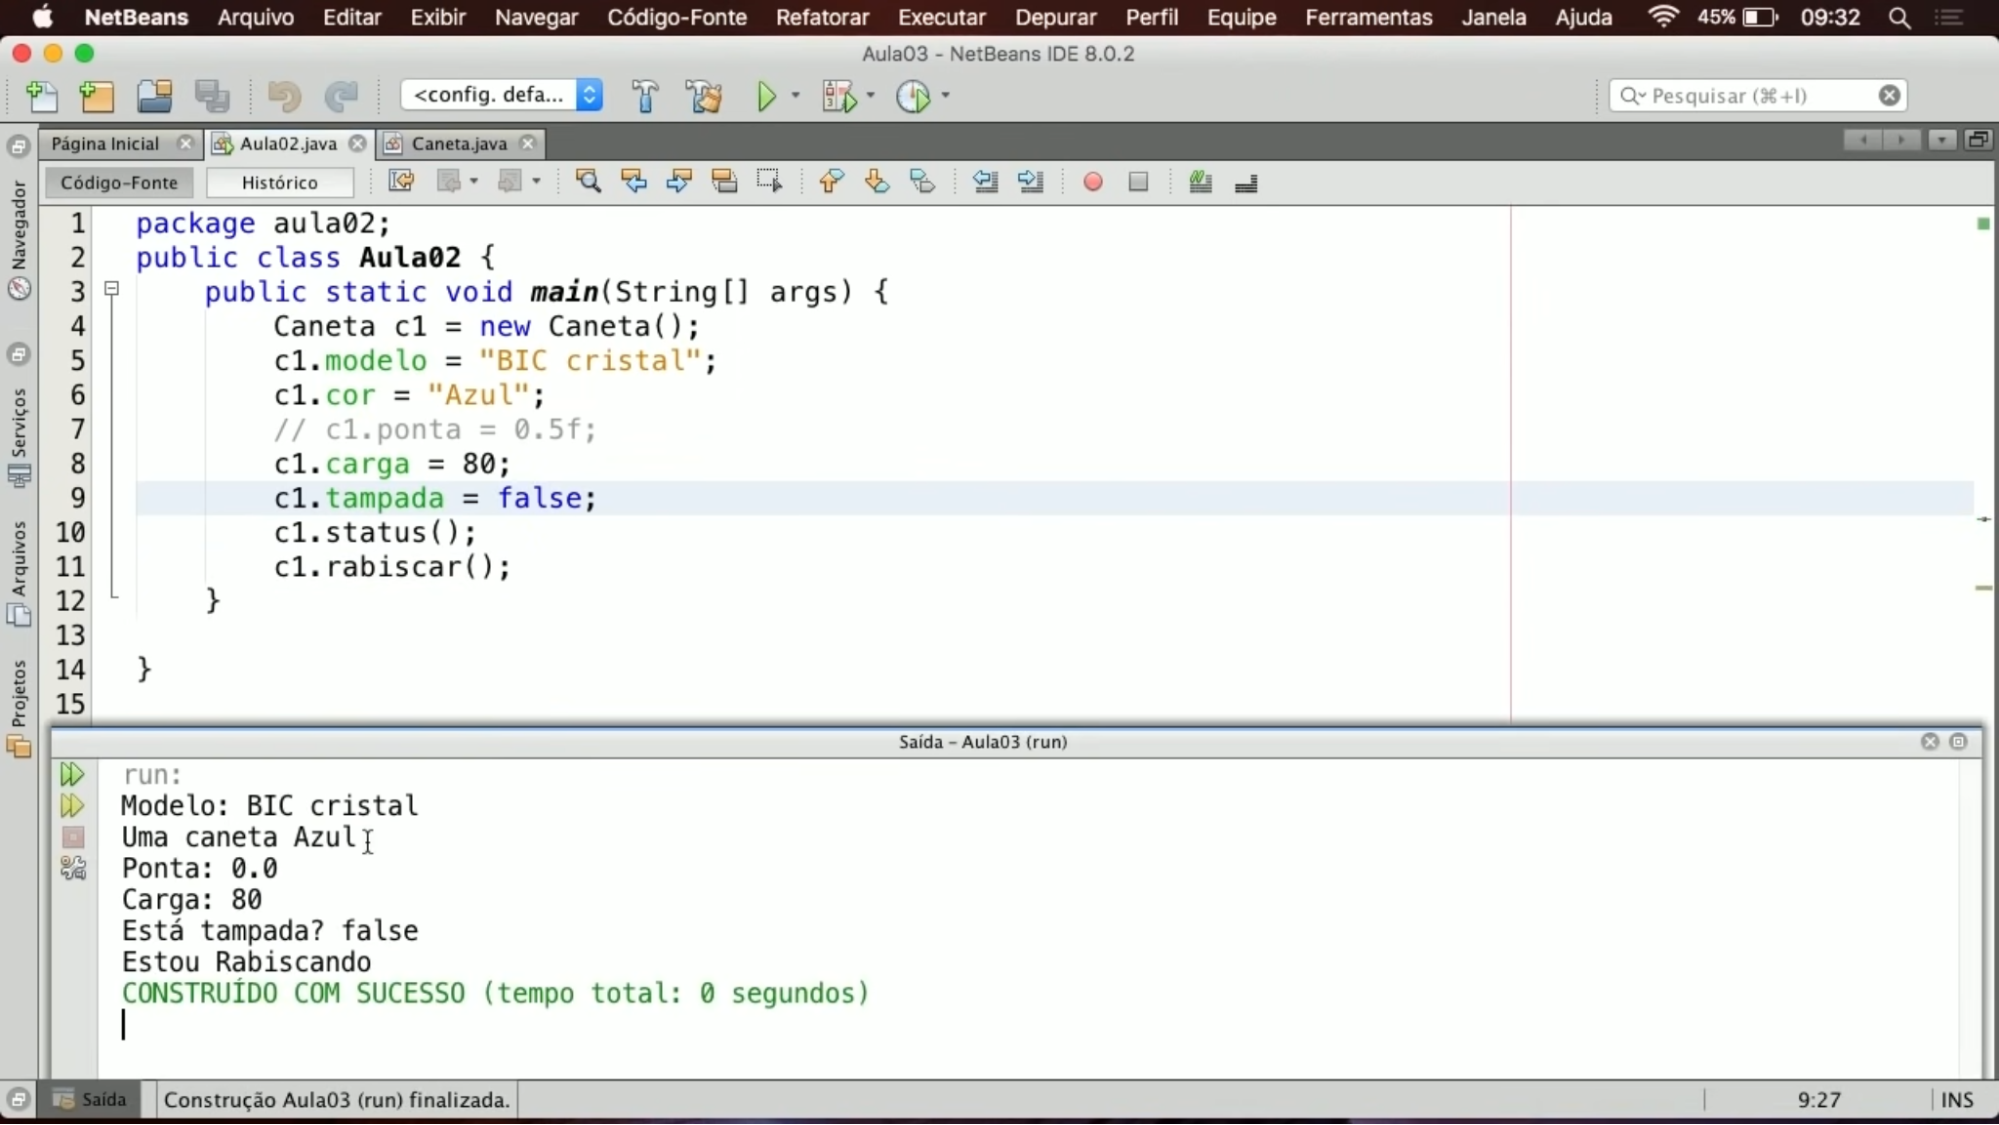 NetBeans Arquivo Editar Exibir Navegar Código-Fonte Refatorar Executar Depurar Perfil Equipe Ferramentas Janela Ajuda 45% 09:32
Aula03 - NetBeans IDE 8.0.2
<config. defa... Pesquisar (⌘+I)
Página Inicial Aula02.java Caneta.java
Código-Fonte Histórico
Navegador
Serviços
Arquivos
Projetos
1 package aula02;
2 public class Aula02 {
3 public static void main(String[] args) {
4 Caneta c1 = new Caneta();
5 c1.modelo = "BIC cristal";
6 c1.cor = "Azul";
7 // c1.ponta = 0.5f;
8 c1.carga = 80;
9 c1.tampada = false;
10 c1.status();
11 c1.rabiscar();
12 }
13
14 }
15
Saída - Aula03 (run)
run:
Modelo: BIC cristal
Uma caneta Azul
Ponta: 0.0
Carga: 80
Está tampada? false
Estou Rabiscando
CONSTRUÍDO COM SUCESSO (tempo total: 0 segundos)
Saída Construção Aula03 (run) finalizada. 9:27 INS